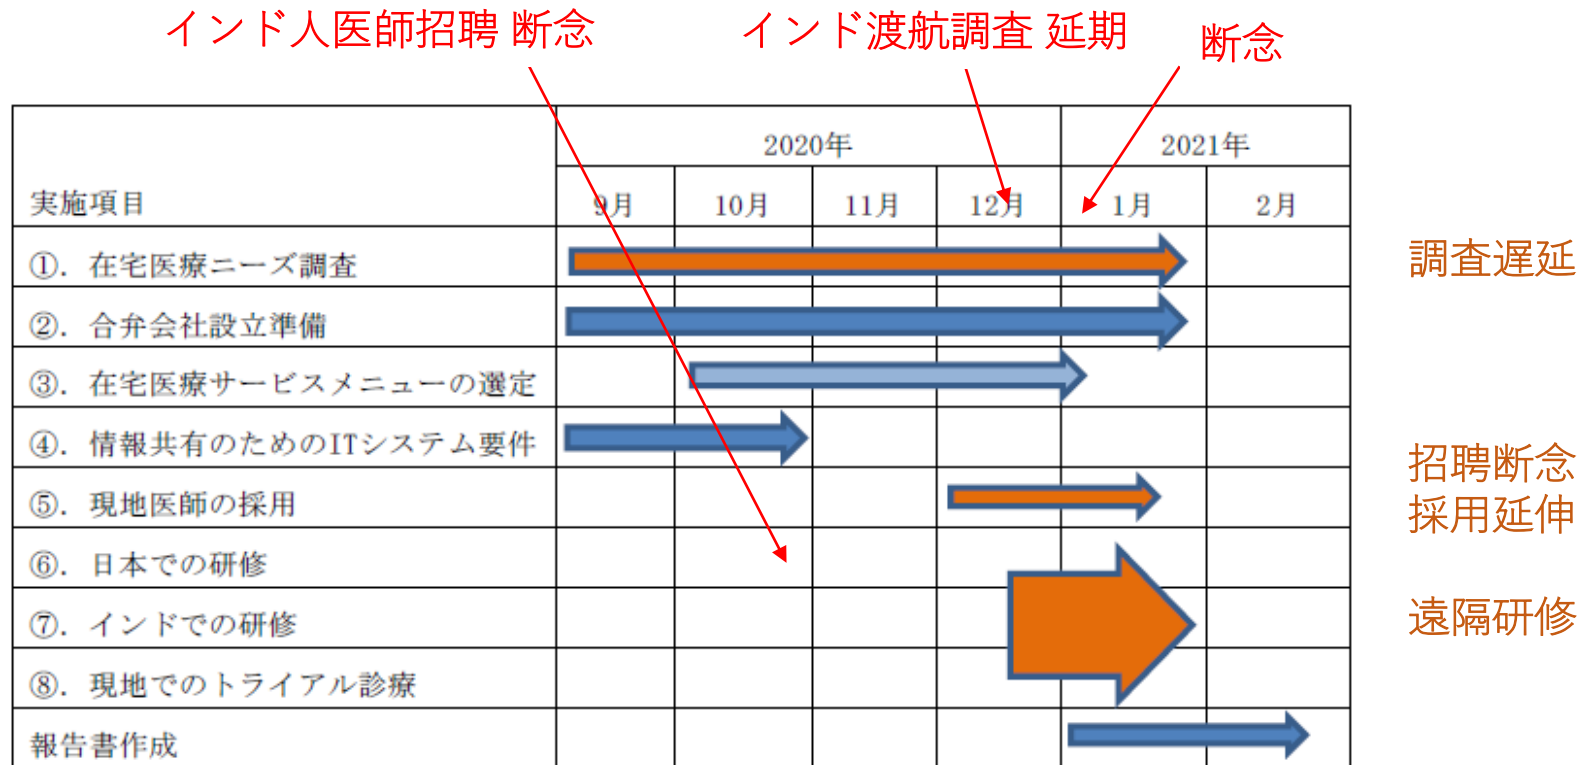 インド人医師招聘 断念
インド渡航調査 延期
断念
2020年
2021年
実施項目
9月
10月
11月
12月
1月
2月
①. 在宅医療ニーズ調査
調査遅延
②. 合弁会社設立準備
③. 在宅医療サービスメニューの選定
④. 情報共有のためのITシステム要件
⑤. 現地医師の採用
招聘断念
採用延伸
⑥. 日本での研修
⑦. インドでの研修
遠隔研修
⑧. 現地でのトライアル診療
報告書作成